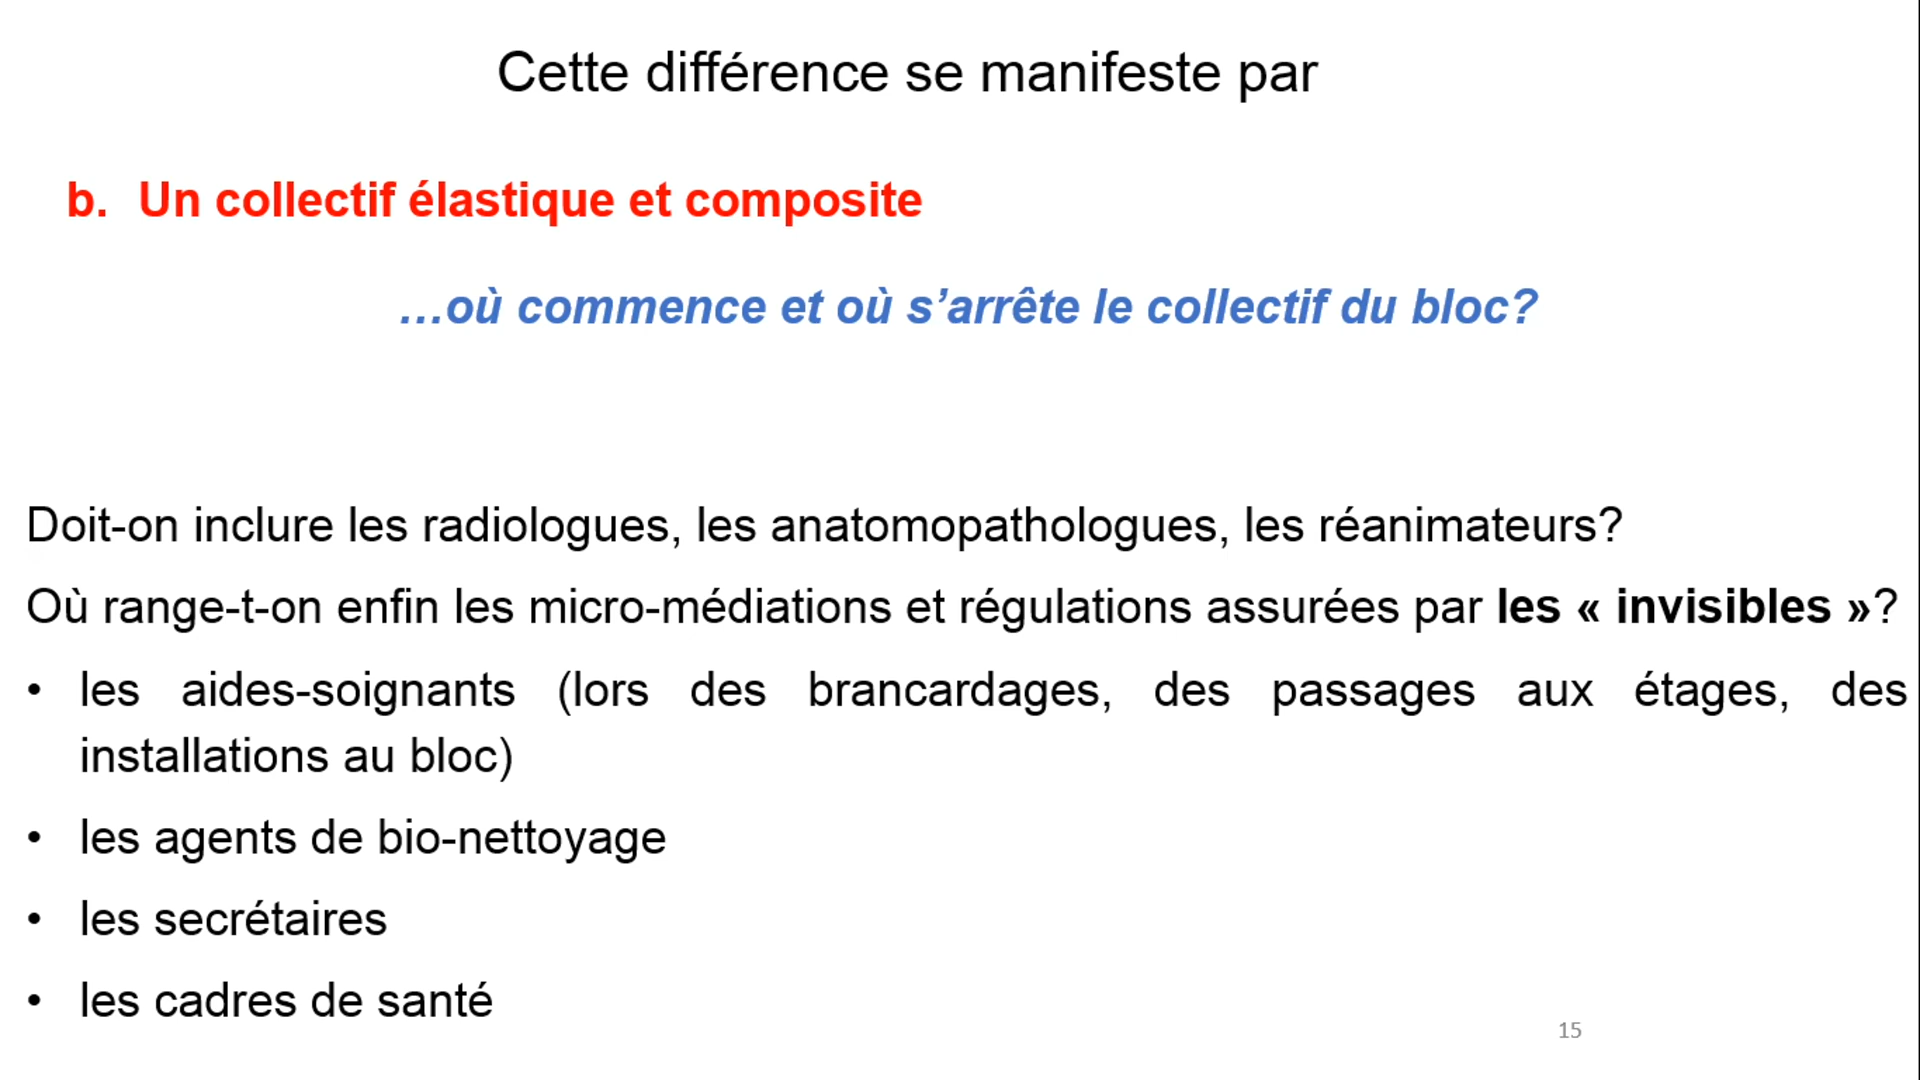 Cette différence se manifeste par
b. Un collectif élastique et composite
…où commence et où s’arrête le collectif du bloc?
Doit-on inclure les radiologues, les anatomopathologues, les réanimateurs?
Où range-t-on enfin les micro-médiations et régulations assurées par les « invisibles »?
• les aides-soignants (lors des brancardages, des passages aux étages, des
installations au bloc)
• les agents de bio-nettoyage
• les secrétaires
• les cadres de santé
15